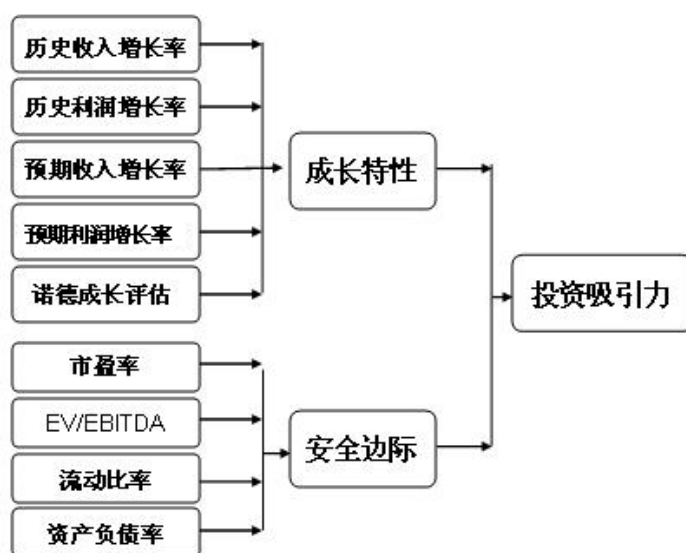 历史收入增长率
历史利润增长率
预期收入增长率
预期利润增长率
诺德成长评估
成长特性
市盈率
EV/EBITDA
流动比率
资产负债率
安全边际
投资吸引力